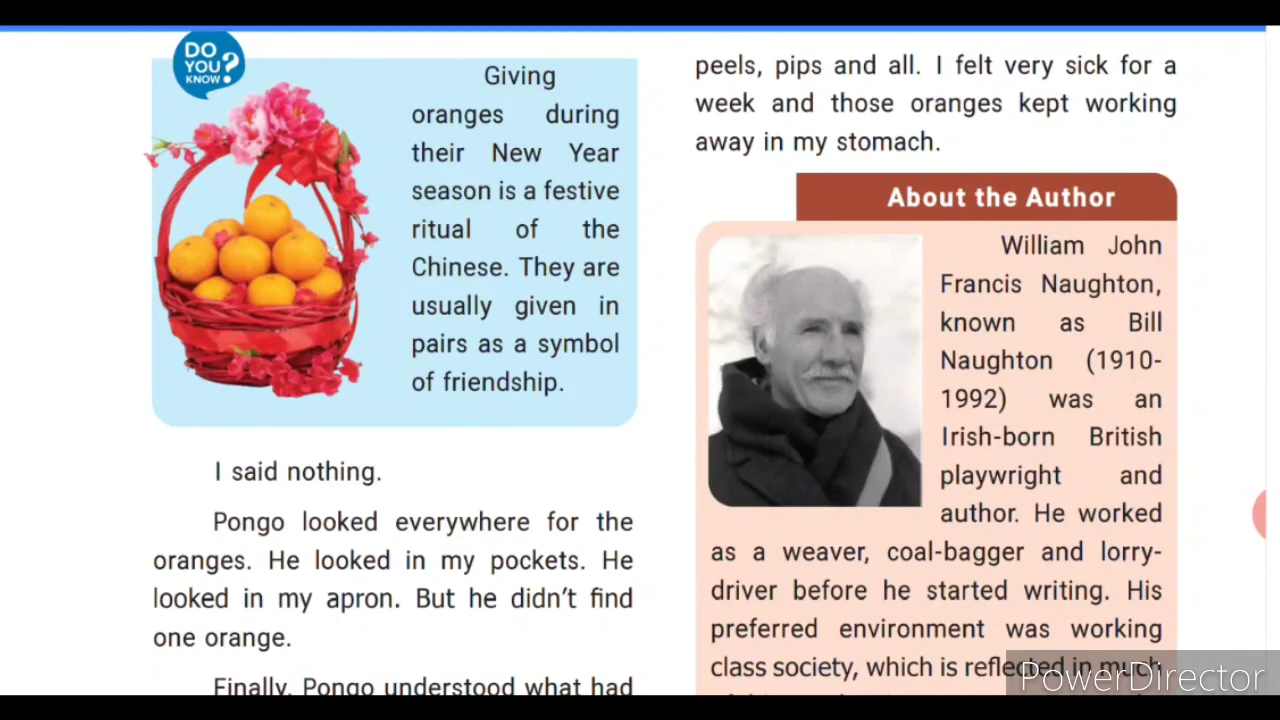 DO
YOU
KNOW?
Giving
oranges during
their New Year
season is a festive
ritual of the
Chinese. They are
usually given in
pairs as a symbol
of friendship.
I said nothing.
Pongo looked everywhere for the
oranges. He looked in my pockets. He
looked in my apron. But he didn't find
one orange.
Finally, Pongo understood what had
peels, pips and all. I felt very sick for a
week and those oranges kept working
away in my stomach.
About the Author
William John
Francis Naughton,
known as Bill
Naughton (1910-
1992) was an
Irish-born British
playwright and
author. He worked
as a weaver, coal-bagger and lorry-
driver before he started writing. His
preferred environment was working
class society, which is reflected in much
PowerDirector